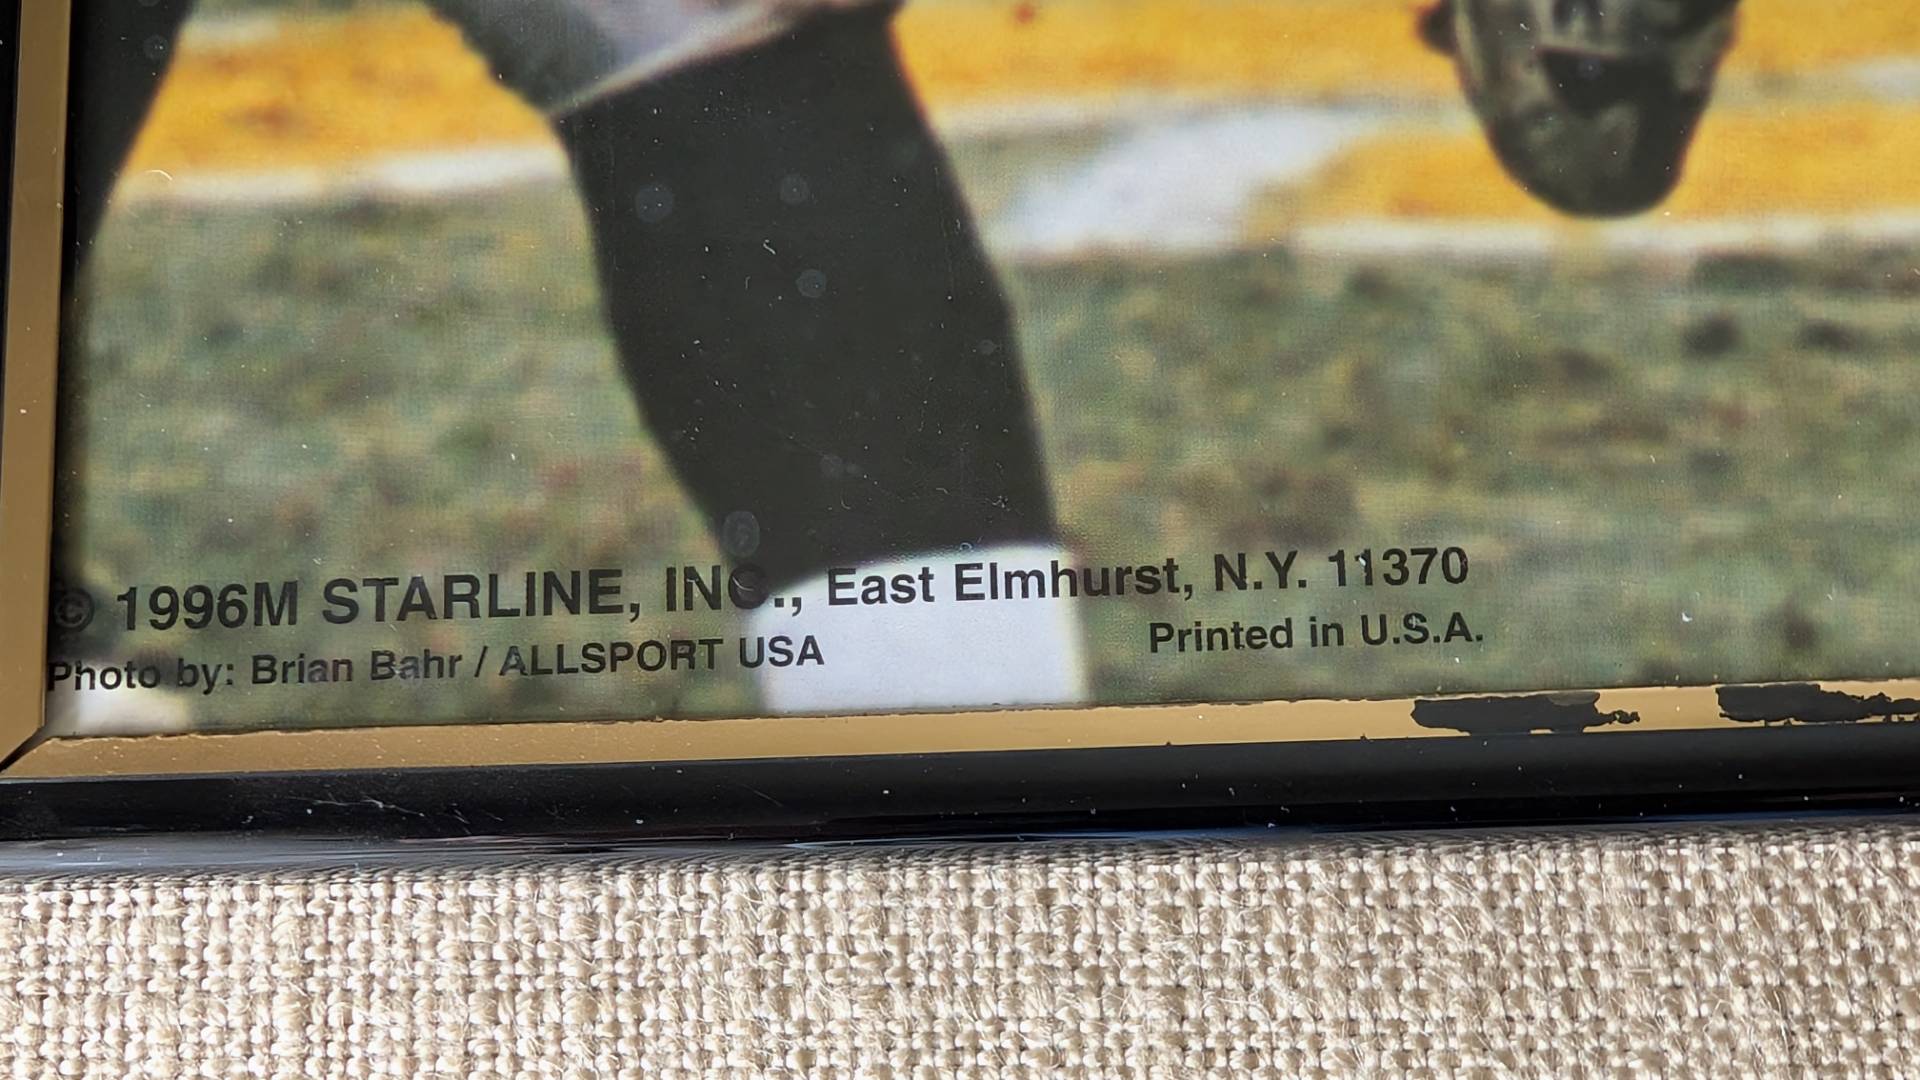 © 1996M STARLINE, INC., East Elmhurst, N.Y. 11370
Photo by: Brian Bahr / ALLSPORT USA
Printed in U.S.A.